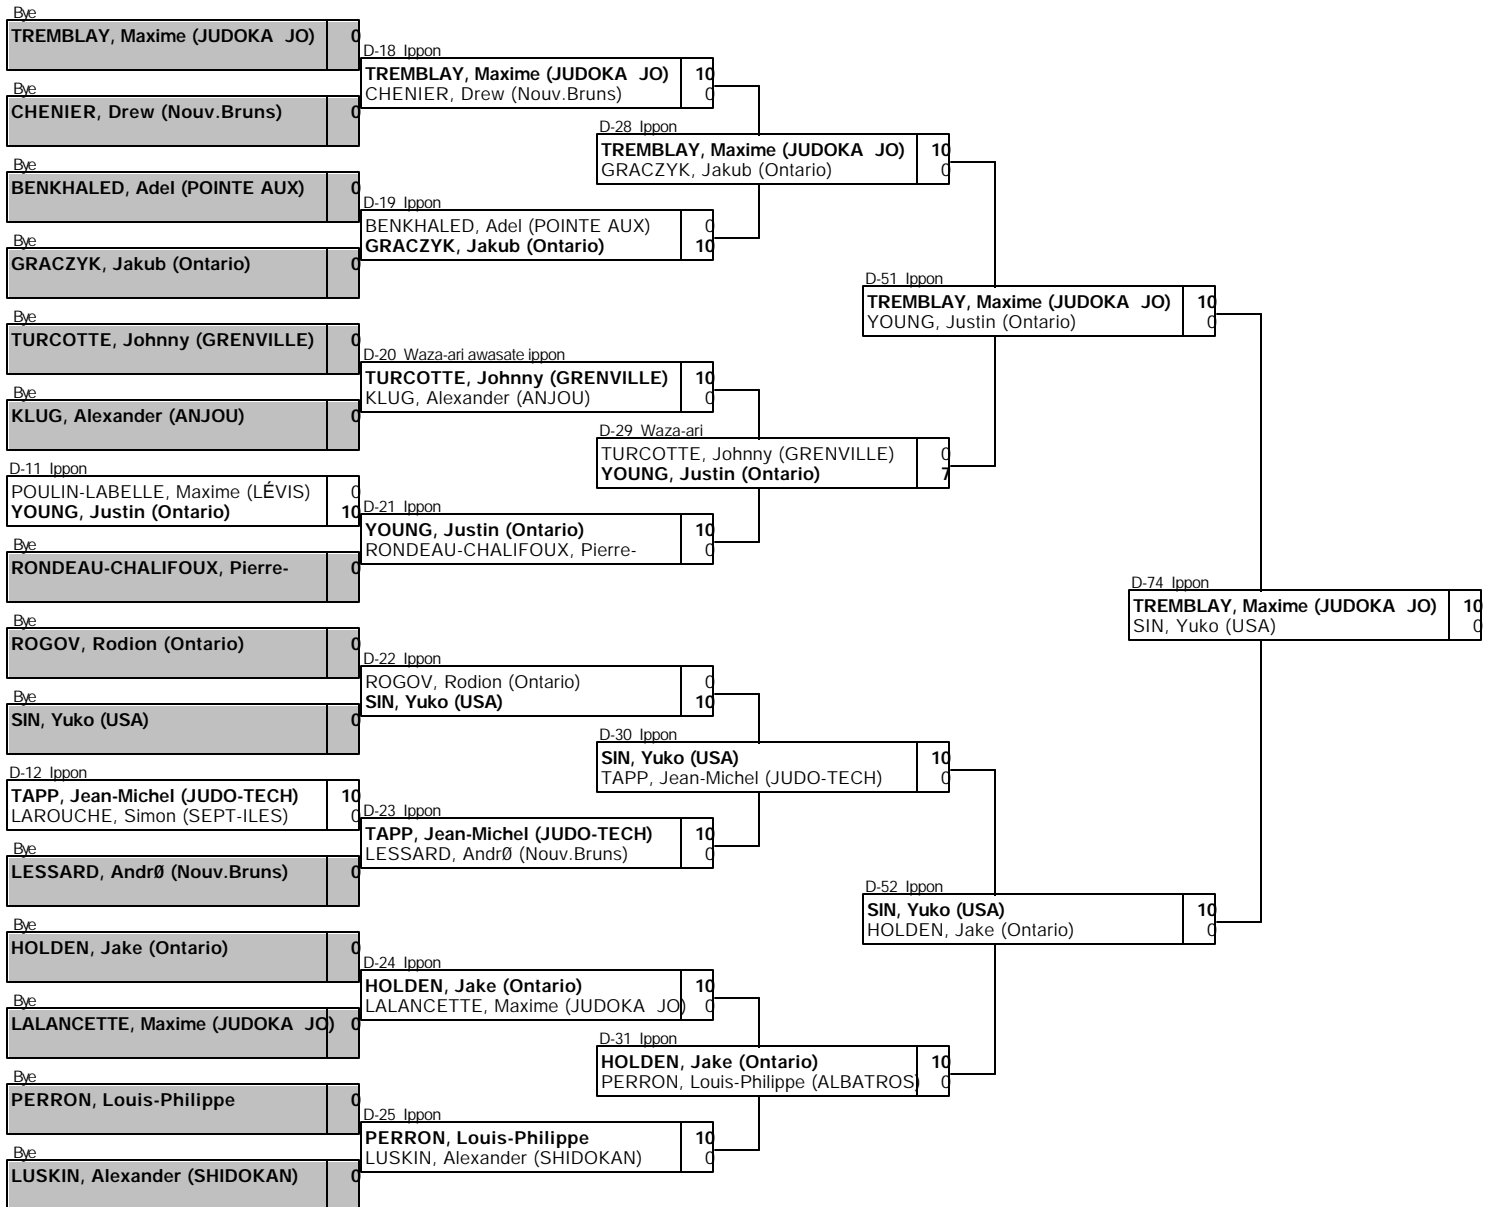 Bye
TREMBLAY, Maxime (JUDOKA JO) 0
Bye
CHENIER, Drew (Nouv.Bruns) 0
Bye
BENKHALED, Adel (POINTE AUX) 0
Bye
GRACZYK, Jakub (Ontario) 0
Bye
TURCOTTE, Johnny (GRENVILLE) 0
Bye
KLUG, Alexander (ANJOU) 0
D-11 Ippon
POULIN-LABELLE, Maxime (LÉVIS) 0
YOUNG, Justin (Ontario) 10
Bye
RONDEAU-CHALIFOUX, Pierre- 0
Bye
ROGOV, Rodion (Ontario) 0
Bye
SIN, Yuko (USA) 0
D-12 Ippon
TAPP, Jean-Michel (JUDO-TECH) 10
LAROUCHE, Simon (SEPT-ILES) 0
Bye
LESSARD, AndrØ (Nouv.Bruns) 0
Bye
HOLDEN, Jake (Ontario) 0
Bye
LALANCETTE, Maxime (JUDOKA JO) 0
Bye
PERRON, Louis-Philippe 0
Bye
LUSKIN, Alexander (SHIDOKAN) 0
D-18 Ippon
TREMBLAY, Maxime (JUDOKA JO) 10
CHENIER, Drew (Nouv.Bruns) 0
D-19 Ippon
BENKHALED, Adel (POINTE AUX) 0
GRACZYK, Jakub (Ontario) 10
D-20 Waza-ari awasate ippon
TURCOTTE, Johnny (GRENVILLE) 10
KLUG, Alexander (ANJOU) 0
D-21 Ippon
YOUNG, Justin (Ontario) 10
RONDEAU-CHALIFOUX, Pierre- 0
D-22 Ippon
ROGOV, Rodion (Ontario) 0
SIN, Yuko (USA) 10
D-23 Ippon
TAPP, Jean-Michel (JUDO-TECH) 10
LESSARD, AndrØ (Nouv.Bruns) 0
D-24 Ippon
HOLDEN, Jake (Ontario) 10
LALANCETTE, Maxime (JUDOKA JO) 0
D-25 Ippon
PERRON, Louis-Philippe 10
LUSKIN, Alexander (SHIDOKAN) 0
D-28 Ippon
TREMBLAY, Maxime (JUDOKA JO) 10
GRACZYK, Jakub (Ontario) 0
D-29 Waza-ari
TURCOTTE, Johnny (GRENVILLE) 0
YOUNG, Justin (Ontario) 7
D-30 Ippon
SIN, Yuko (USA) 10
TAPP, Jean-Michel (JUDO-TECH) 0
D-31 Ippon
HOLDEN, Jake (Ontario) 10
PERRON, Louis-Philippe (ALBATROS) 0
D-51 Ippon
TREMBLAY, Maxime (JUDOKA JO) 10
YOUNG, Justin (Ontario) 0
D-52 Ippon
SIN, Yuko (USA) 10
HOLDEN, Jake (Ontario) 0
D-74 Ippon
TREMBLAY, Maxime (JUDOKA JO) 10
SIN, Yuko (USA) 0